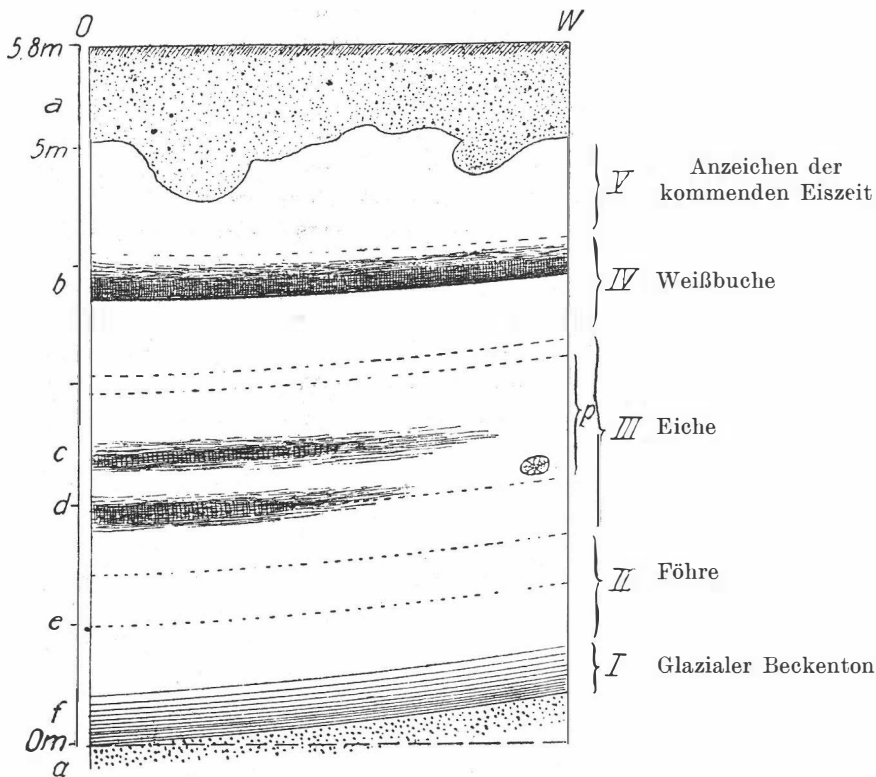 O W
5.8m
a
5m
V Anzeichen der
kommenden Eiszeit
b
IV Weißbuche
p
III Eiche
c
d
II Föhre
e
I Glazialer Beckenton
f
0m
a